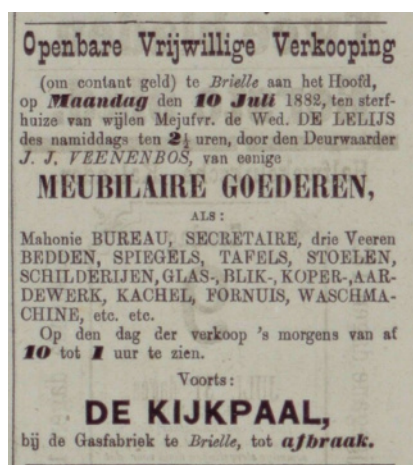 Openbare Vrijwillige Verkooping
(om contant geld) te Brielle aan het Hoofd,
op Maandag den 10 Juli 1882, ten sterf-
huize van wijlen Mejufvr. de Wed. DE LELIJS
des namiddags ten 2½ uren, door den Deurwaarder
J. J. VEENENBOS, van eenige
MEUBILAIRE GOEDEREN,
ALS:
Mahonie BUREAU, SECRETAIRE, drie Veeren
BEDDEN, SPIEGELS, TAFELS, STOELEN,
SCHILDERIJEN, GLAS-, BLIK-, KOPER-, AAR-
DEWERK, KACHEL, FORNUIS, WASCHMA-
CHINE, etc. etc.
Op den dag der verkoop 's morgens van af
10 tot 1 uur te zien.
Voorts:
DE KIJKPAAL,
bij de Gasfabriek te Brielle, tot afbraak.